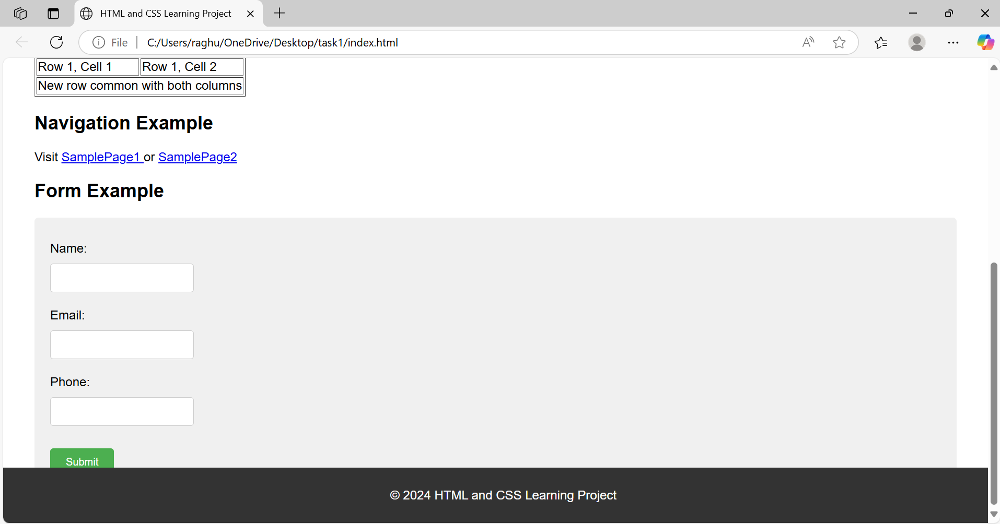 HTML and CSS Learning Project
File
C:/Users/raghu/OneDrive/Desktop/task1/index.html
Row 1, Cell 1 Row 1, Cell 2
New row common with both columns
Navigation Example
Visit SamplePage1 or SamplePage2
Form Example
Name:
Email:
Phone:
Submit
© 2024 HTML and CSS Learning Project